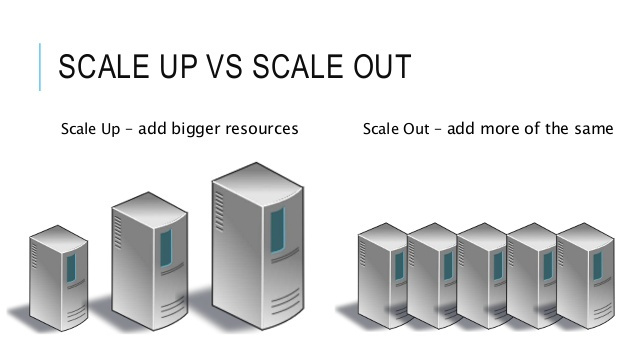 SCALE UP VS SCALE OUT
Scale Up – add bigger resources
Scale Out – add more of the same